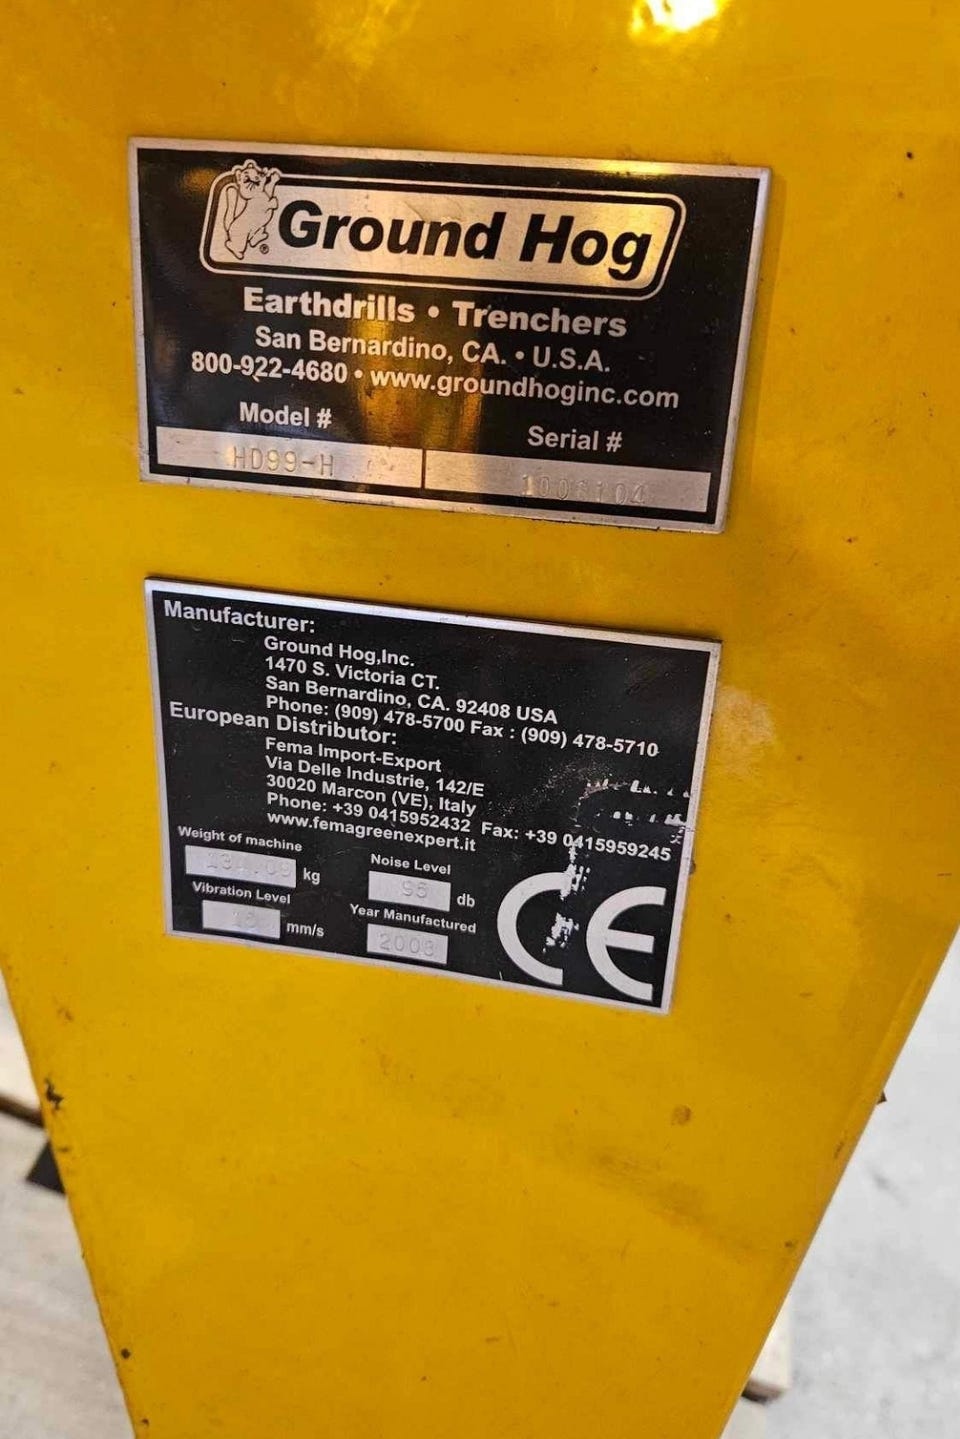 Ground Hog
®
Earthdrills • Trenchers
San Bernardino, CA. • U.S.A.
800-922-4680 • www.groundhoginc.com
Model # Serial #
HD99-H
Manufacturer:
Ground Hog,Inc.
1470 S. Victoria CT.
San Bernardino, CA. 92408 USA
Phone: (909) 478-5700 Fax : (909) 478-5710
European Distributor:
Fema Import-Export
Via Delle Industrie, 142/E
30020 Marcon (VE), Italy
Phone: +39 0415952432 Fax: +39 0415959245
www.femagreenexpert.it
Weight of machine
kg
Noise Level
95 db
Vibration Level
mm/s
Year Manufactured
CE